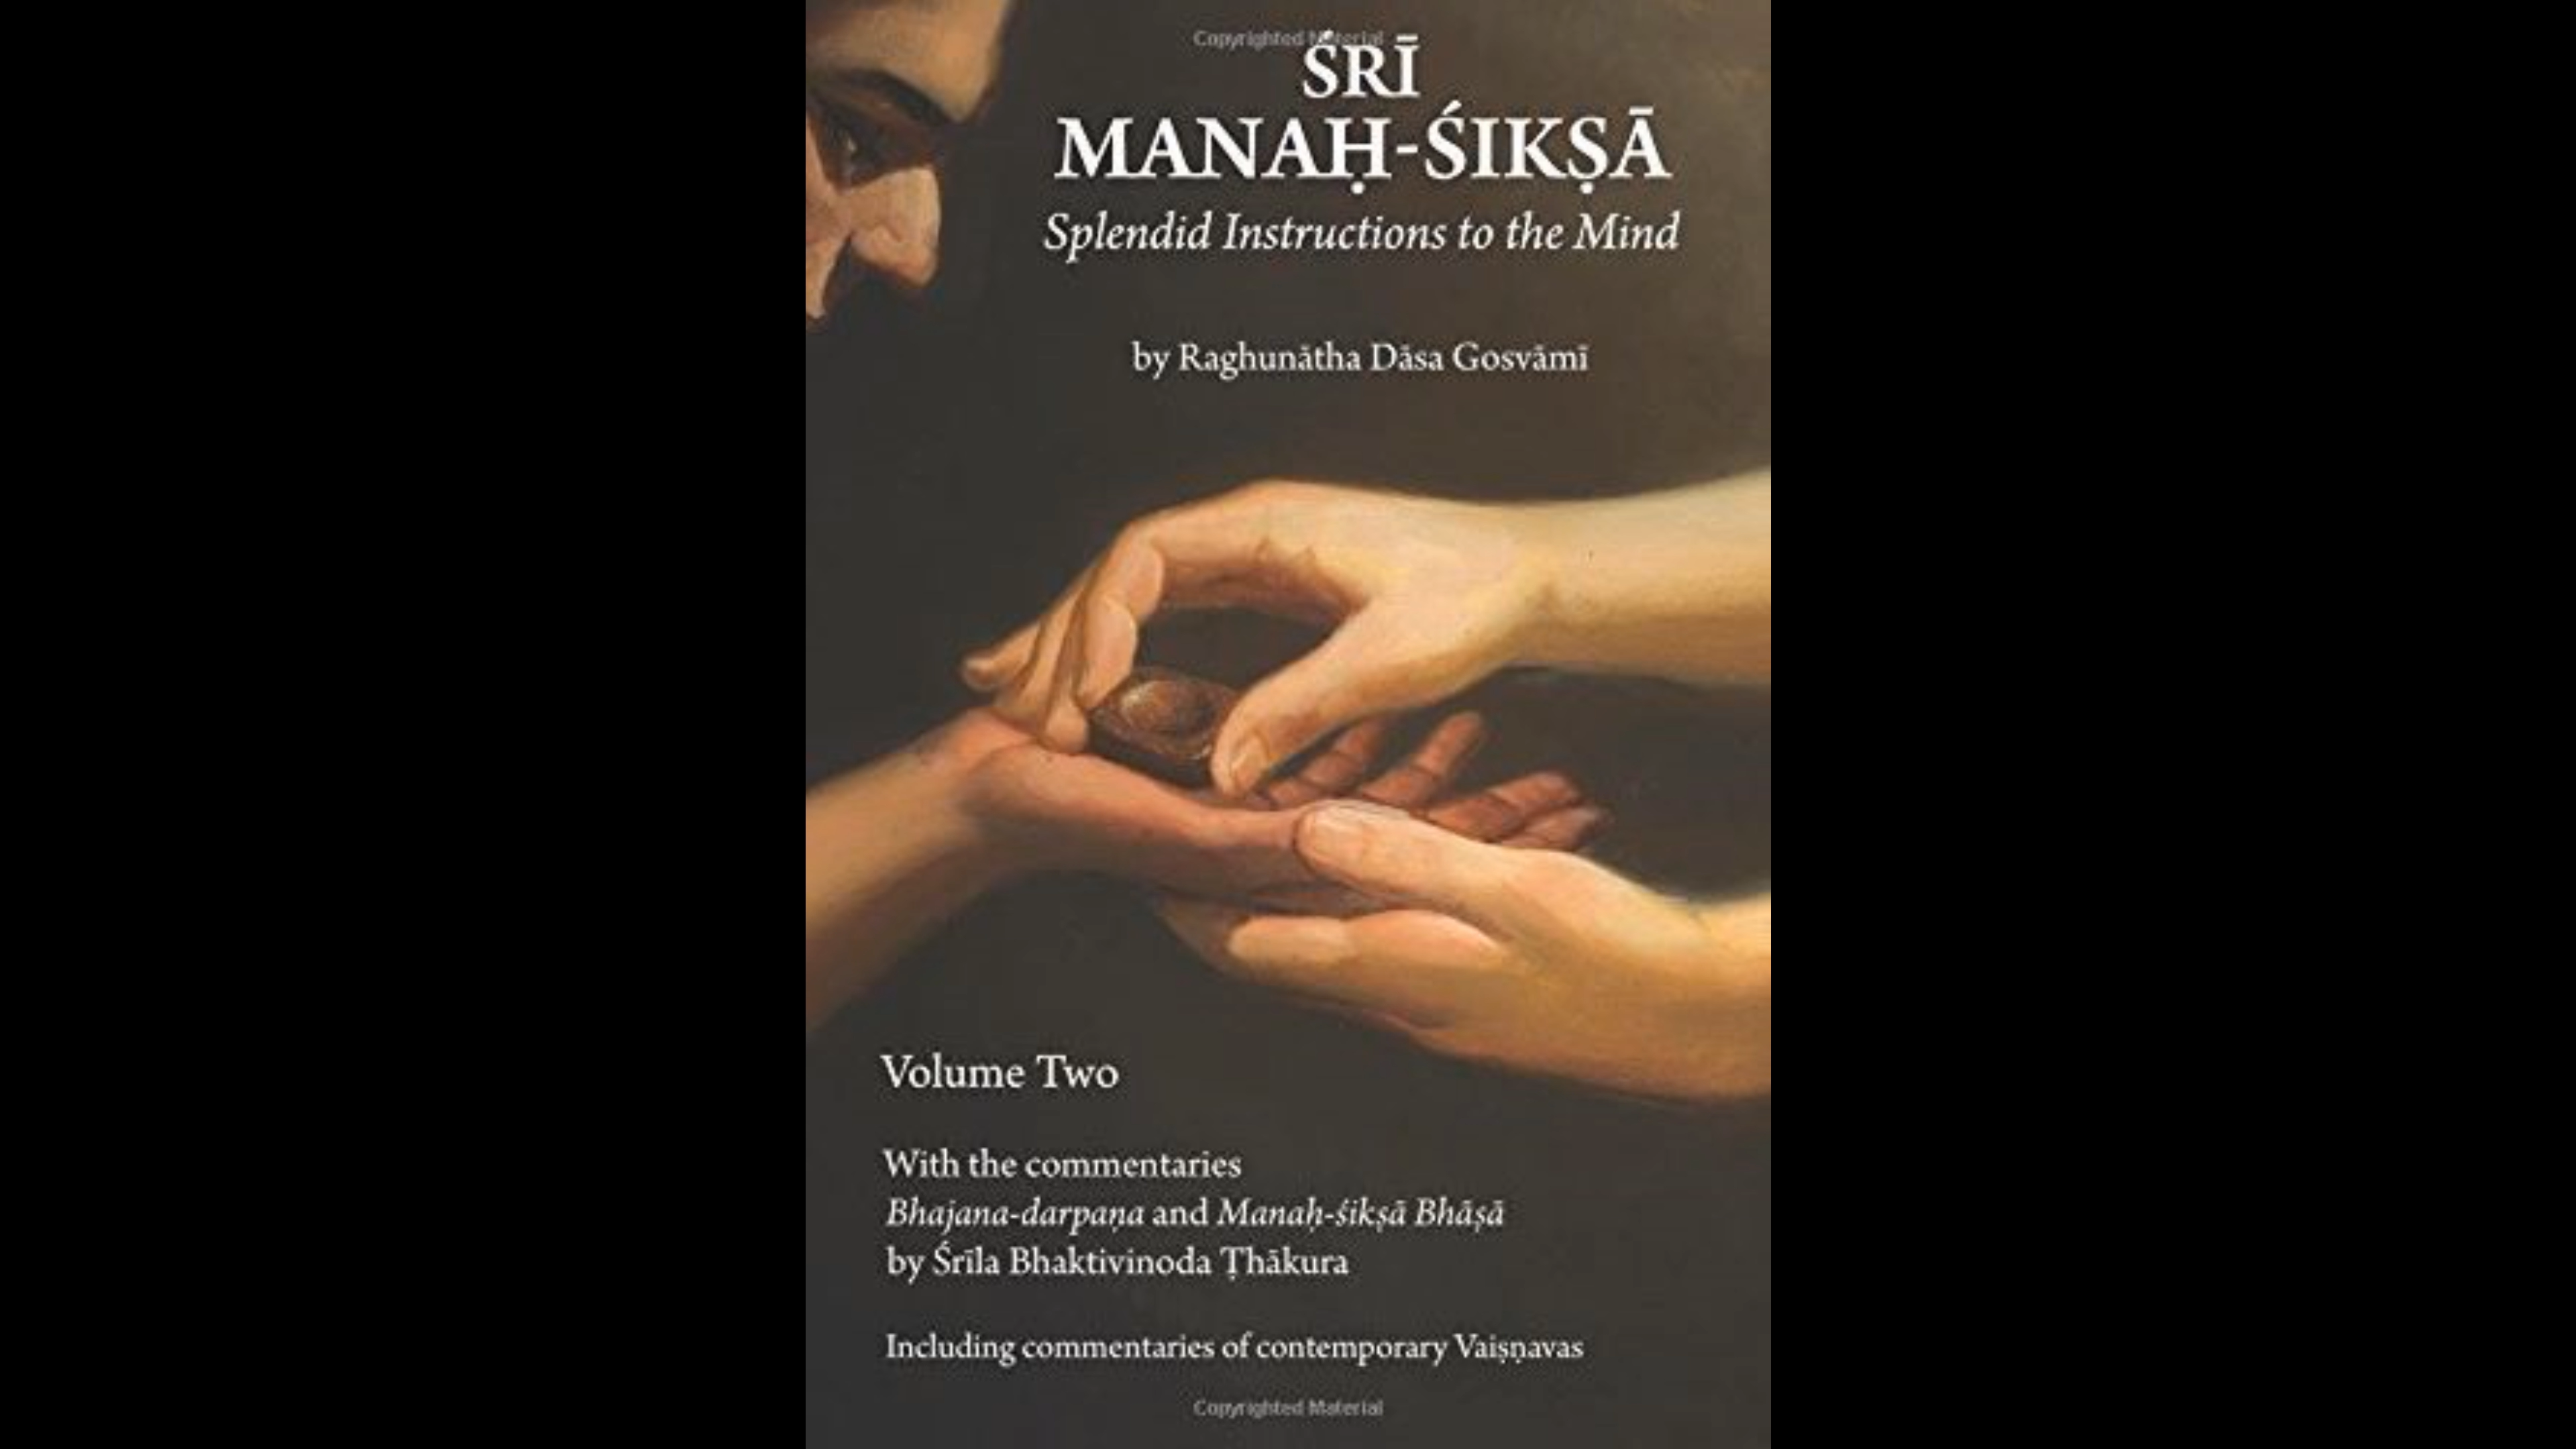 Copyrighted Material
ŚRĪ
MANAḤ-ŚIKṢĀ
Splendid Instructions to the Mind
by Raghunātha Dāsa Gosvāmī
Volume Two
With the commentaries
Bhajana-darpaṇa and Manaḥ-śikṣā Bhāṣā
by Śrīla Bhaktivinoda Ṭhākura
Including commentaries of contemporary Vaiṣṇavas
Copyrighted Material